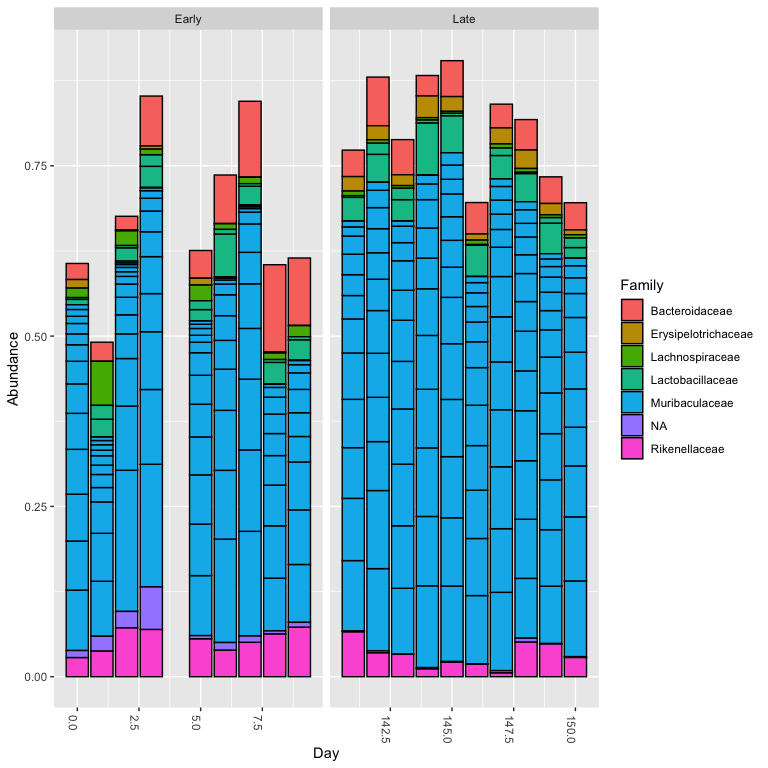 Early
Late
Abundance
0.75
0.50
0.25
0.00
0.0
2.5
5.0
7.5
142.5
145.0
147.5
150.0
Day
Family
Bacteroidaceae
Erysipelotrichaceae
Lachnospiraceae
Lactobacillaceae
Muribaculaceae
NA
Rikenellaceae